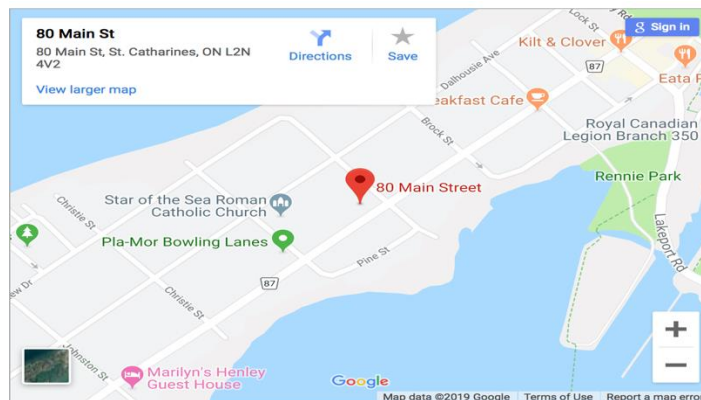 80 Main St
80 Main St, St. Catharines, ON L2N
4V2
Directions
Save
View larger map
Sign in
Lock St
Kilt & Clover
87
Dalhousie Ave
Eata
Royal Canadian
Legion Branch 350
Brock St
Rennie Park
80 Main Street
Star of the Sea Roman
Catholic Church
Christie St
Pla-Mor Bowling Lanes
Pine St
Lakeport Rd
87
Christie St
Johnston St
Marilyn's Henley
Guest House
Google
Map data ©2019 Google
Terms of Use
Report a map error